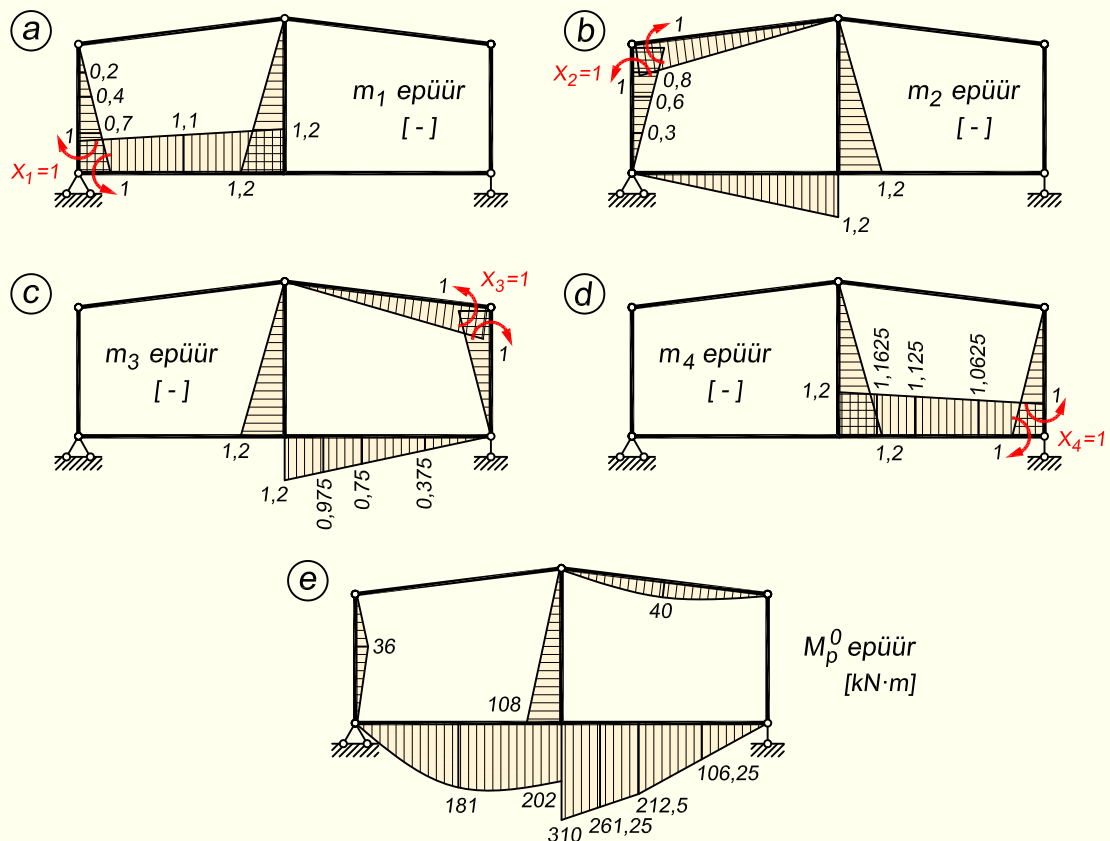 a
0,2
0,4
0,7
1,1
1
X1=1
1
1,2
1,2
m1 epüür
[ - ]
b
1
X2=1
1
0,8
0,6
0,3
1,2
1,2
m2 epüür
[ - ]
c
1
X3=1
1
m3 epüür
[ - ]
1,2
1,2
0,975
0,75
0,375
d
m4 epüür
[ - ]
1,2
1,1625
1,125
1,0625
1
X4=1
1,2
1
e
36
40
108
181
202
310
261,25
212,5
106,25
Mp0 epüür
[kN·m]